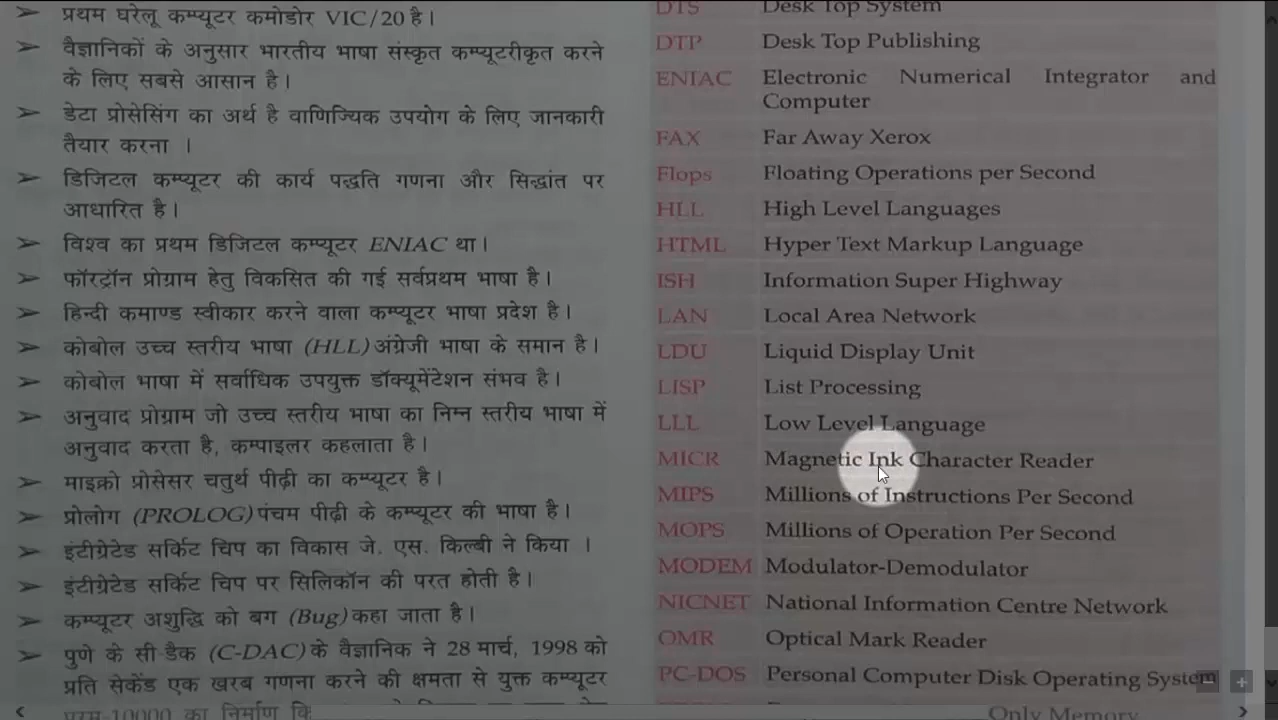 प्रथम घरेलू कम्प्यूटर कमोडोर VIC/20 है।
➢ वैज्ञानिकों के अनुसार भारतीय भाषा संस्कृत कम्प्यूटरीकृत करने
के लिए सबसे आसान है।
➢ डेटा प्रोसेसिंग का अर्थ है वाणिज्यिक उपयोग के लिए जानकारी
तैयार करना ।
➢ डिजिटल कम्प्यूटर की कार्य पद्धति गणना और सिद्धांत पर
आधारित है।
➢ विश्व का प्रथम डिजिटल कम्प्यूटर ENIAC था।
➢ फॉरट्रॉन प्रोग्राम हेतु विकसित की गई सर्वप्रथम भाषा है।
➢ हिन्दी कमाण्ड स्वीकार करने वाला कम्प्यूटर भाषा प्रदेश है।
➢ कोबोल उच्च स्तरीय भाषा (HLL) अंग्रेजी भाषा के समान है।
➢ कोबोल भाषा में सर्वाधिक उपयुक्त डॉक्यूमेंटेशन संभव है।
➢ अनुवाद प्रोग्राम जो उच्च स्तरीय भाषा का निम्न स्तरीय भाषा में
अनुवाद करता है, कम्पाइलर कहलाता है।
➢ माइक्रो प्रोसेसर चतुर्थ पीढ़ी का कम्प्यूटर है।
➢ प्रोलोग (PROLOG) पंचम पीढ़ी के कम्प्यूटर की भाषा है।
➢ इंटीग्रेटेड सर्किट चिप का विकास जे. एस. किल्बी ने किया ।
➢ इंटीग्रेटेड सर्किट चिप पर सिलिकॉन की परत होती है।
➢ कम्प्यूटर अशुद्धि को बग (Bug) कहा जाता है।
➢ पुणे के सी डैक (C-DAC) के वैज्ञानिक ने 28 मार्च, 1998 को
प्रति सेकेंड एक खरब गणना करने की क्षमता से युक्त कम्प्यूटर
परम-10000 का निर्माण
DTS Desk Top System
DTP Desk Top Publishing
ENIAC Electronic Numerical Integrator and
Computer
FAX Far Away Xerox
Flops Floating Operations per Second
HLL High Level Languages
HTML Hyper Text Markup Language
ISH Information Super Highway
LAN Local Area Network
LDU Liquid Display Unit
LISP List Processing
LLL Low Level Language
MICR Magnetic Ink Character Reader
MIPS Millions of Instructions Per Second
MOPS Millions of Operation Per Second
MODEM Modulator-Demodulator
NICNET National Information Centre Network
OMR Optical Mark Reader
PC-DOS Personal Computer Disk Operating System
Only Memory